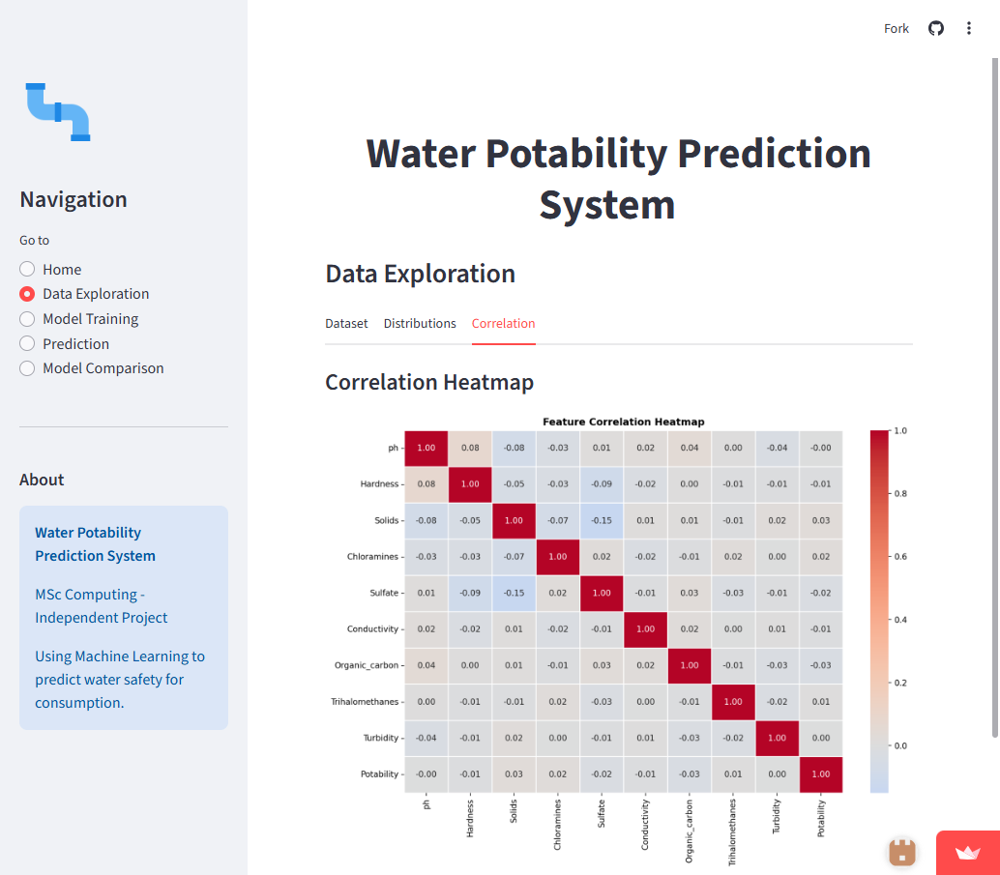 Fork
Navigation
Go to
Home
Data Exploration
Model Training
Prediction
Model Comparison
About
Water Potability
Prediction System
MSc Computing -
Independent Project
Using Machine Learning to
predict water safety for
consumption.
Water Potability Prediction
System
Data Exploration
Dataset Distributions Correlation
Correlation Heatmap
Feature Correlation Heatmap
ph 1.00 0.08 -0.08 -0.03 0.01 0.02 0.04 0.00 -0.04 -0.00
Hardness 0.08 1.00 -0.05 -0.03 -0.09 -0.02 0.00 -0.01 -0.01 -0.01
Solids -0.08 -0.05 1.00 -0.07 -0.15 0.01 0.01 -0.01 0.02 0.03
Chloramines -0.03 -0.03 -0.07 1.00 0.02 -0.02 -0.01 0.02 0.00 0.02
Sulfate 0.01 -0.09 -0.15 0.02 1.00 -0.01 0.03 -0.03 -0.01 -0.02
Conductivity 0.02 -0.02 0.01 -0.02 -0.01 1.00 0.02 0.00 0.01 -0.01
Organic_carbon 0.04 0.00 0.01 -0.01 0.03 0.02 1.00 -0.01 -0.03 -0.03
Trihalomethanes 0.00 -0.01 -0.01 0.02 -0.03 0.00 -0.01 1.00 -0.02 0.01
Turbidity -0.04 -0.01 0.02 0.00 -0.01 0.01 -0.03 -0.02 1.00 0.00
Potability -0.00 -0.01 0.03 0.02 -0.02 -0.01 -0.03 0.01 0.00 1.00
ph Hardness Solids Chloramines Sulfate Conductivity Organic_carbon Trihalomethanes Turbidity Potability
1.0
0.8
0.6
0.4
0.2
0.0